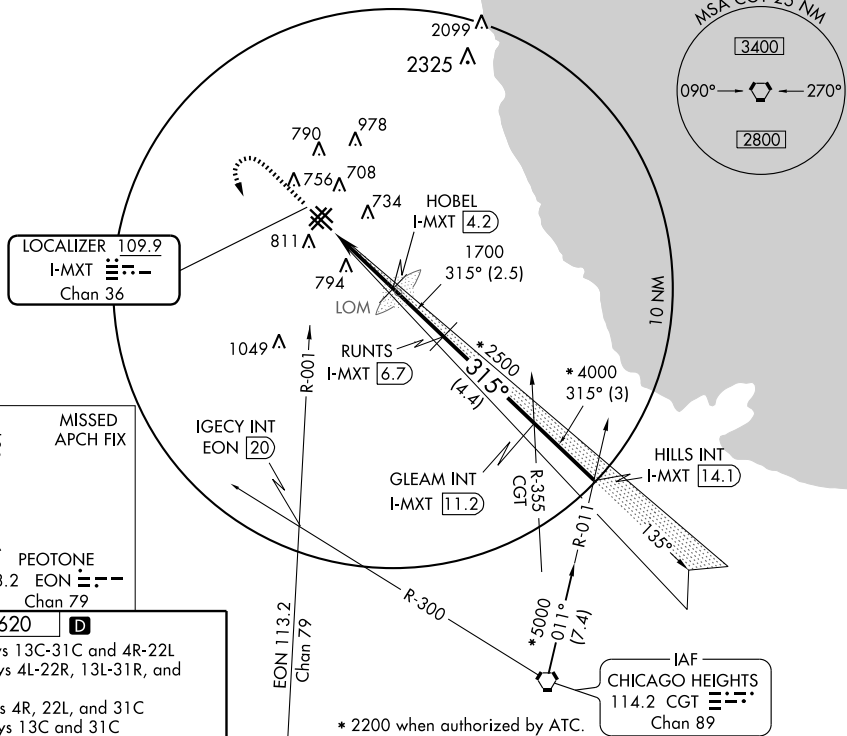 2099
2325
MSA CGT 25 NM
3400
090°
270°
2800
790
978
756
708
734
811
794
HOBEL
I-MXT 4.2
1700
315° (2.5)
LOCALIZER 109.9
I-MXT
Chan 36
LOM
10 NM
1049
R-001
RUNTS
I-MXT 6.7
*2500
315°
(4.4)
*4000
315° (3)
MISSED
APCH FIX
IGECY INT
EON 20
GLEAM INT
I-MXT 11.2
R-355
CGT
HILLS INT
I-MXT 14.1
R-011
135°
PEOTONE
3.2 EON
Chan 79
R-300
*5000
011°
(7.4)
EON 113.2
Chan 79
620 D
ys 13C-31C and 4R-22L
ys 4L-22R, 13L-31R, and
s 4R, 22L, and 31C
ys 13C and 31C
IAF
CHICAGO HEIGHTS
114.2 CGT
Chan 89
* 2200 when authorized by ATC.